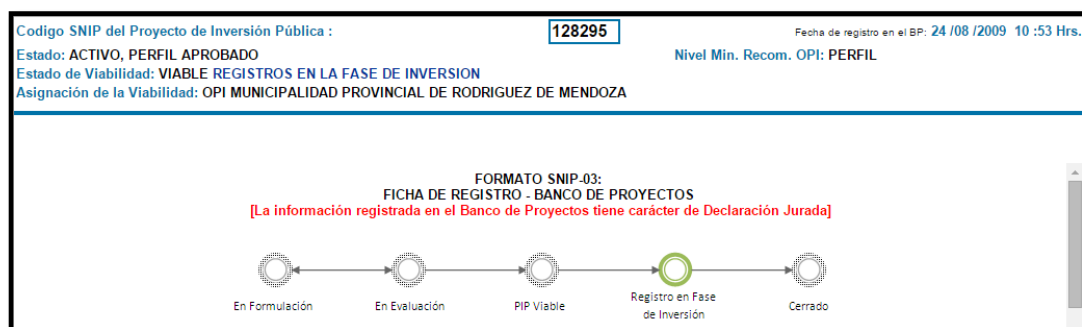 Codigo SNIP del Proyecto de Inversión Pública : 128295 Fecha de registro en el BP: 24 /08 /2009 10 :53 Hrs.
Estado: ACTIVO, PERFIL APROBADO Nivel Min. Recom. OPI: PERFIL
Estado de Viabilidad: VIABLE REGISTROS EN LA FASE DE INVERSION
Asignación de la Viabilidad: OPI MUNICIPALIDAD PROVINCIAL DE RODRIGUEZ DE MENDOZA
FORMATO SNIP-03:
FICHA DE REGISTRO - BANCO DE PROYECTOS
[La información registrada en el Banco de Proyectos tiene carácter de Declaración Jurada]
En Formulación En Evaluación PIP Viable Registro en Fase Cerrado
de Inversión